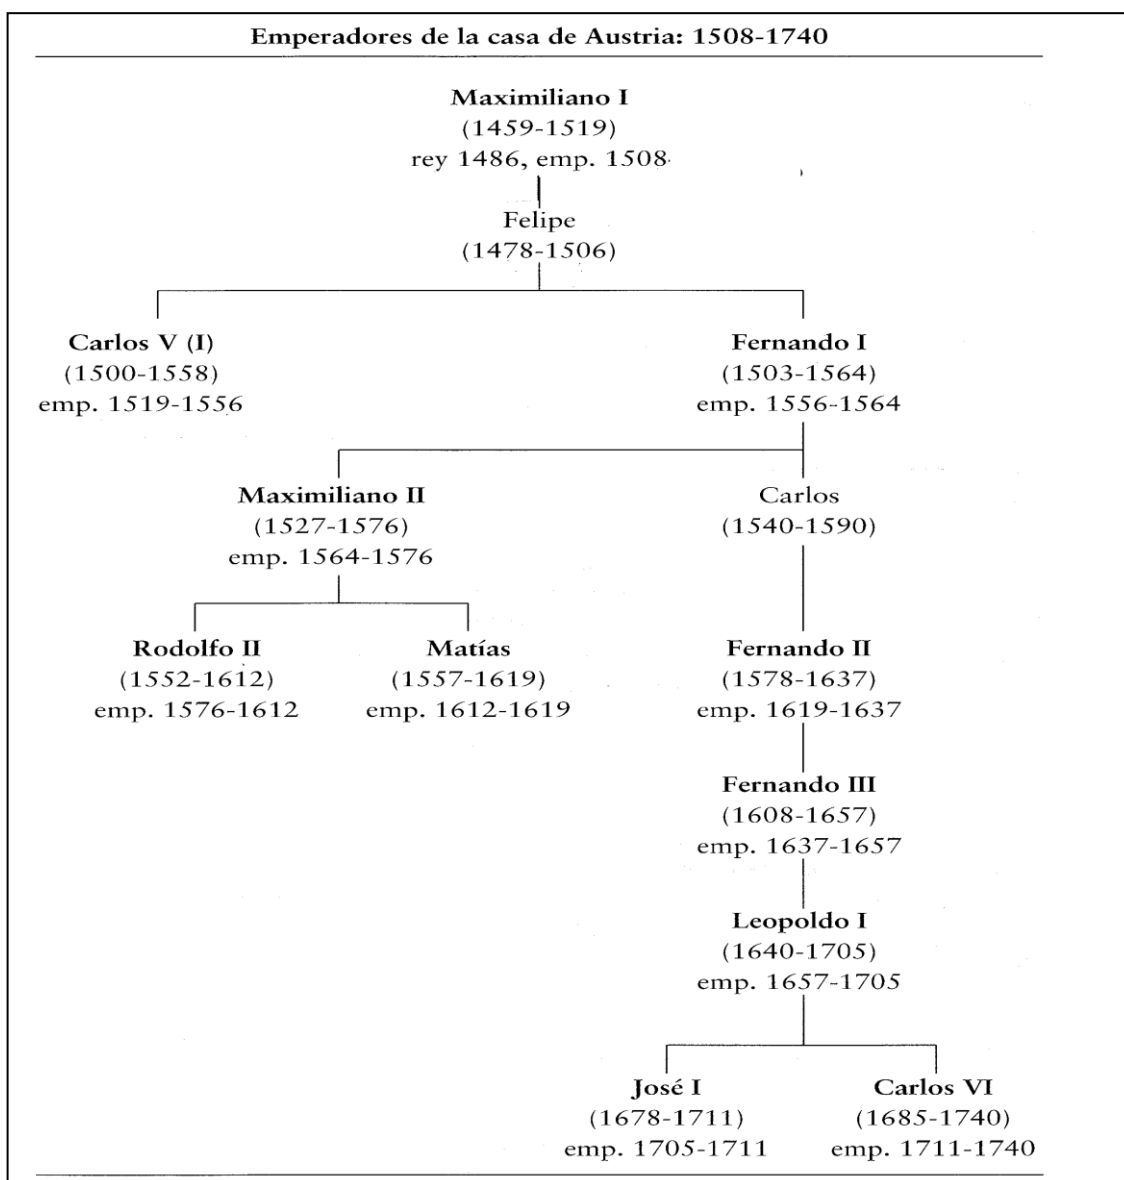 Emperadores de la casa de Austria: 1508-1740
Maximiliano I
(1459-1519)
rey 1486, emp. 1508
Felipe
(1478-1506)
Carlos V (I)
(1500-1558)
emp. 1519-1556
Fernando I
(1503-1564)
emp. 1556-1564
Maximiliano II
(1527-1576)
emp. 1564-1576
Carlos
(1540-1590)
Rodolfo II
(1552-1612)
emp. 1576-1612
Matías
(1557-1619)
emp. 1612-1619
Fernando II
(1578-1637)
emp. 1619-1637
Fernando III
(1608-1657)
emp. 1637-1657
Leopoldo I
(1640-1705)
emp. 1657-1705
José I
(1678-1711)
emp. 1705-1711
Carlos VI
(1685-1740)
emp. 1711-1740